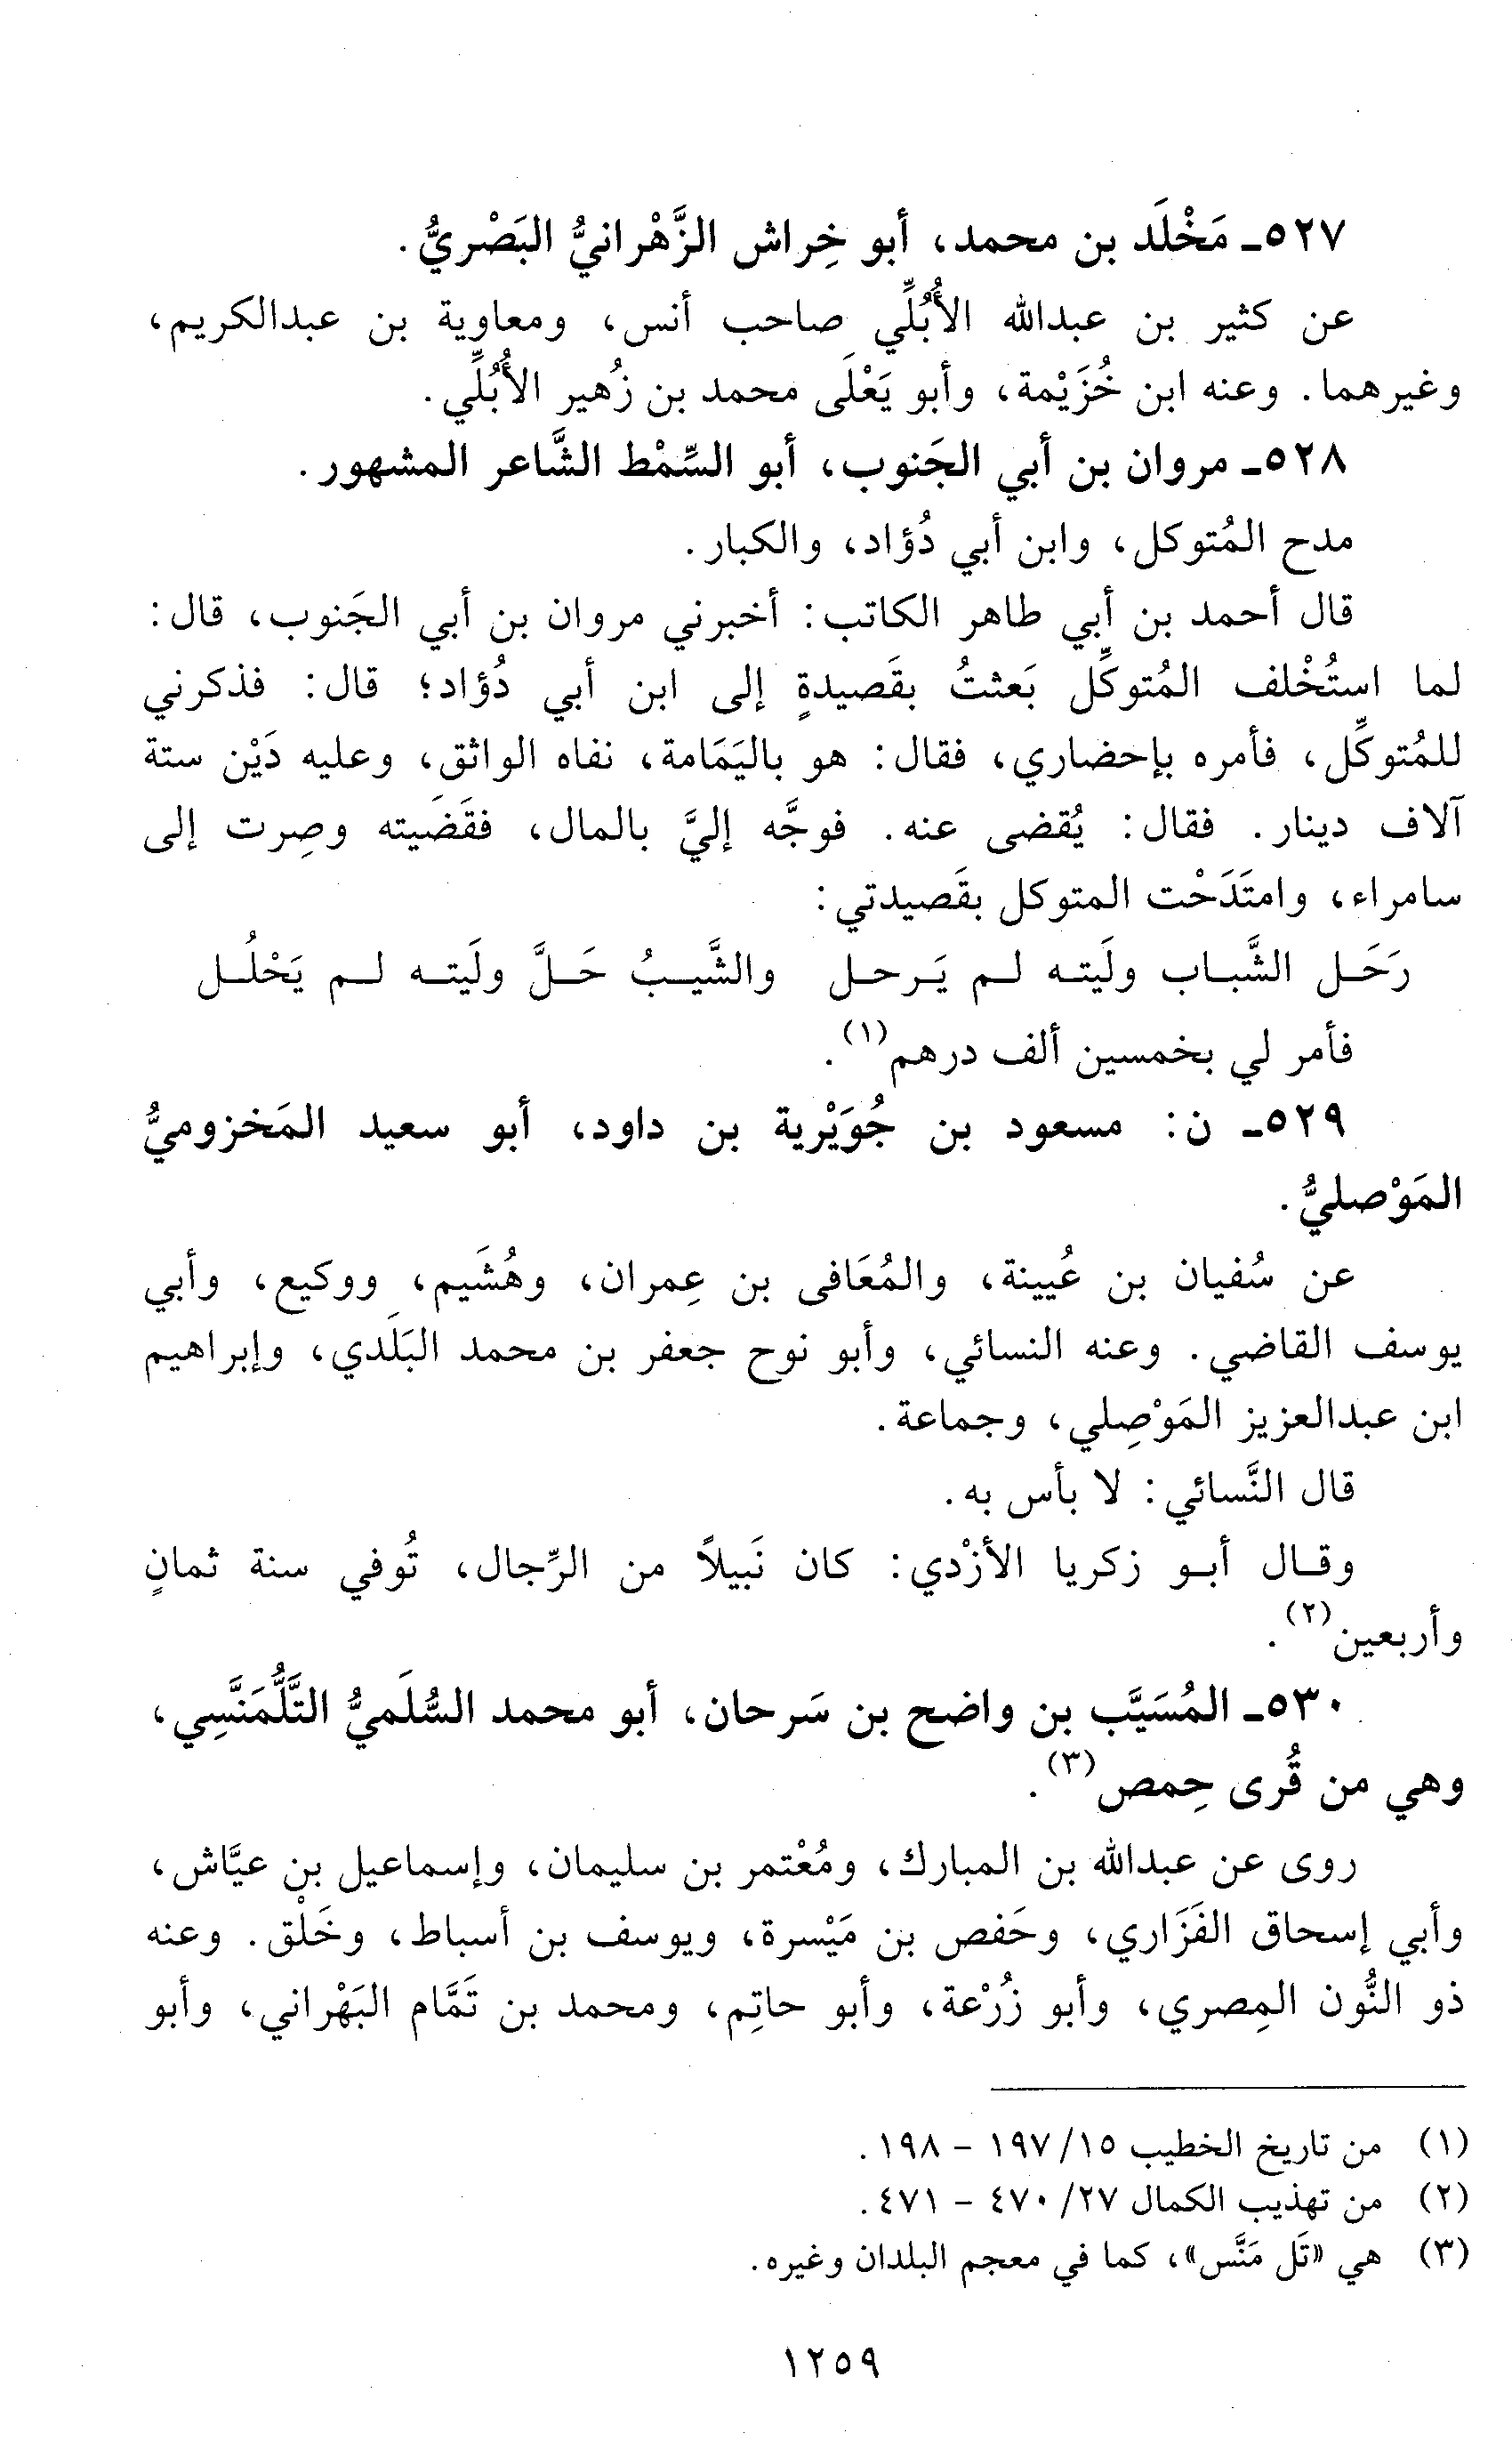 ٥٢٧ـ مَخْلَد بن محمد، أبو خِراش الزَّهْرانيُّ البَصْريُّ.
عن كثير بن عبدالله الأُبُلِّي صاحب أنس، ومعاوية بن عبدالكريم،
وغيرهما. وعنه ابن خُزَيْمة، وأبو يَعْلَى محمد بن زُهير الأُبُلِّي.
٥٢٨ـ مروان بن أبي الجَنوب، أبو السِّمْط الشَّاعر المشهور.
مدح المُتوكل، وابن أبي دُؤاد، والكبار.
قال أحمد بن أبي طاهر الكاتب: أخبرني مروان بن أبي الجَنوب، قال:
لما استُخْلف المُتوكِّل بَعثتُ بقَصيدةٍ إلى ابن أبي دُؤاد؛ قال: فذكرني
للمُتوكِّل، فأمره بإحضاري، فقال: هو باليَمَامة، نفاه الواثق، وعليه دَيْن ستة
آلاف دينار. فقال: يُقضى عنه. فوجَّه إليَّ بالمال، فقَضَيته وصِرت إلى
سامراء، وامتَدَحْت المتوكل بقَصيدتي:
رَحَـل الشَّبـاب ولَيتـه لـم يَـرحـل والشَّيـبُ حَـلَّ ولَيتـه لـم يَحْلُـل
فأمر لي بخمسين ألف درهم(١).
٥٢٩ـ ن: مسعود بن جُوَيْرية بن داود، أبو سعيد المَخزوميُّ
المَوْصليُّ.
عن سُفيان بن عُيينة، والمُعَافى بن عِمران، وهُشَيم، ووكيع، وأبي
يوسف القاضي. وعنه النسائي، وأبو نوح جعفر بن محمد البَلَدي، وإبراهيم
ابن عبدالعزيز المَوْصِلي، وجماعة.
قال النَّسائي: لا بأس به.
وقـال أبـو زكريا الأزْدي: كان نَبيلاً من الرِّجال، تُوفي سنة ثمانٍ
وأربعين(٢).
٥٣٠ـ المُسَيَّب بن واضح بن سَرحان، أبو محمد السُّلَميُّ التَّلُّمَنَّسِي،
وهي من قُرى حِمص(٣).
روى عن عبدالله بن المبارك، ومُعْتمر بن سليمان، وإسماعيل بن عيَّاش،
وأبي إسحاق الفَزَاري، وحَفص بن مَيْسرة، ويوسف بن أسباط، وخَلْق. وعنه
ذو النُّون المِصري، وأبو زُرْعة، وأبو حاتِم، ومحمد بن تَمَّام البَهْراني، وأبو
(١) من تاريخ الخطيب ١٥/ ١٩٧ - ١٩٨.
(٢) من تهذيب الكمال ٢٧/ ٤٧٠ - ٤٧١.
(٣) هي «تَل مَنَّس»، كما في معجم البلدان وغيره.
١٢٥٩